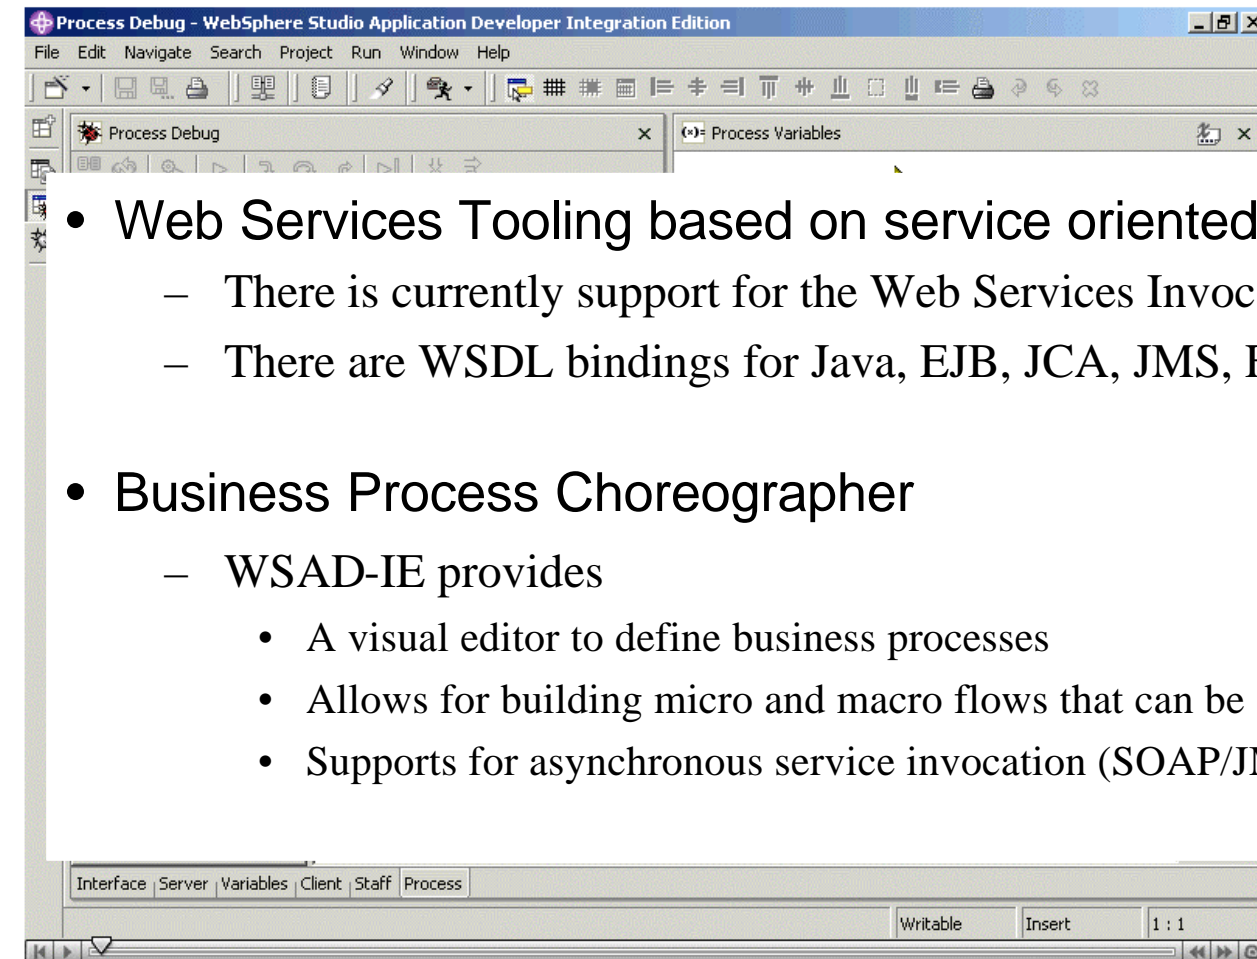 Process Debug - WebSphere Studio Application Developer Integration Edition
File Edit Navigate Search Project Run Window Help
Process Debug
(×)= Process Variables
• Web Services Tooling based on service oriented
– There is currently support for the Web Services Invoc
– There are WSDL bindings for Java, EJB, JCA, JMS,
• Business Process Choreographer
– WSAD-IE provides
• A visual editor to define business processes
• Allows for building micro and macro flows that can be
• Supports for asynchronous service invocation (SOAP/
Interface Server Variables Client Staff Process
Writable Insert 1 : 1